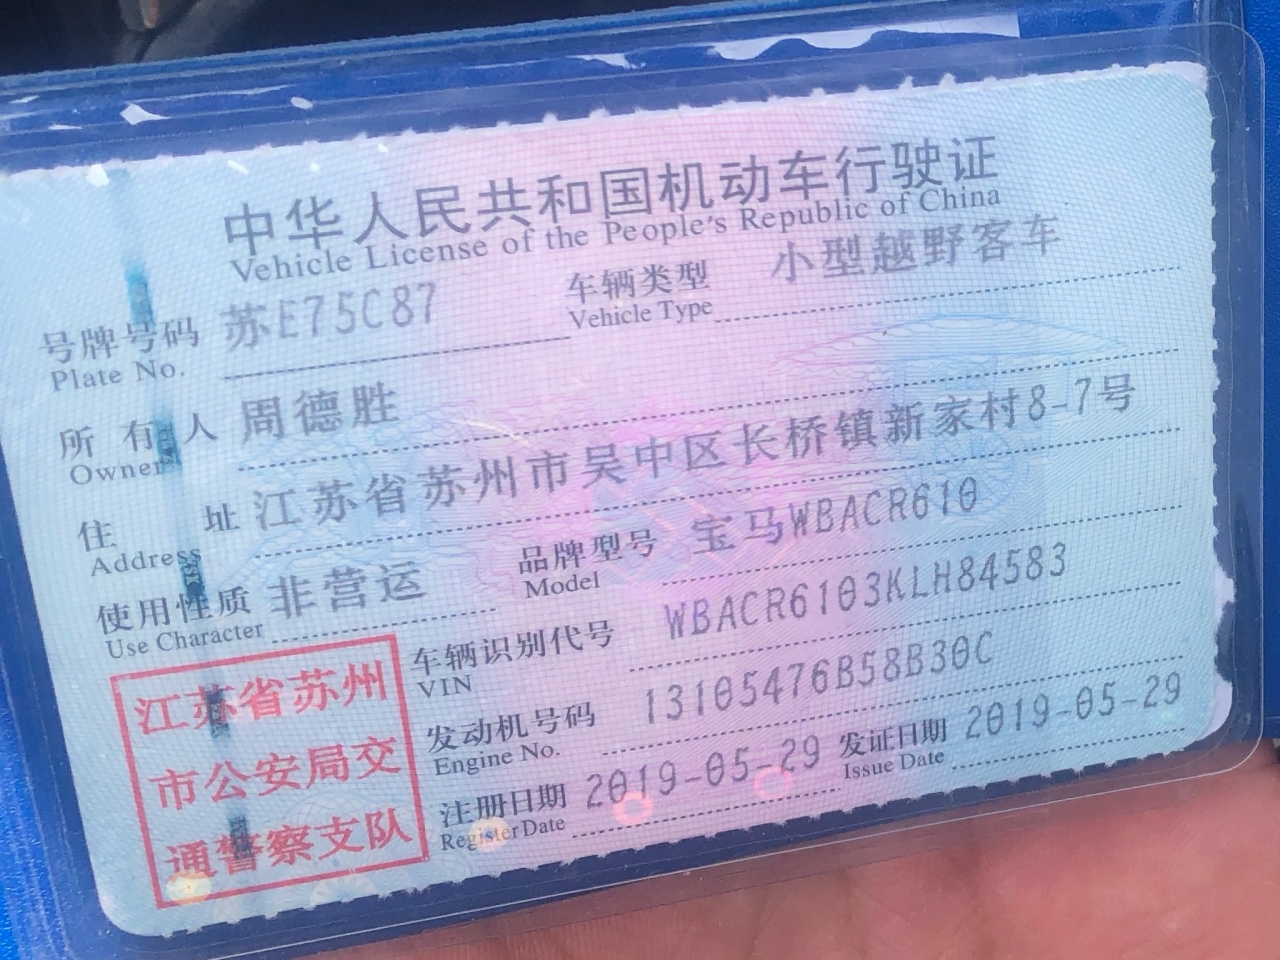 中华人民共和国机动车行驶证
Vehicle License of the People's Republic of China
号牌号码 苏E75C87 车辆类型 小型越野客车
Plate No. Vehicle Type
所有人 周德胜
Owner
住址 江苏省苏州市吴中区长桥镇新家村8-7号
Address
使用性质 非营运 品牌型号 宝马WBACR610
Use Character Model
车辆识别代号 WBACR6103KLH84583
VIN
发动机号码 13105476B58B30C
Engine No.
注册日期 2019-05-29 发证日期 2019-05-29
Register Date Issue Date
江苏省苏州
市公安局交
通警察支队